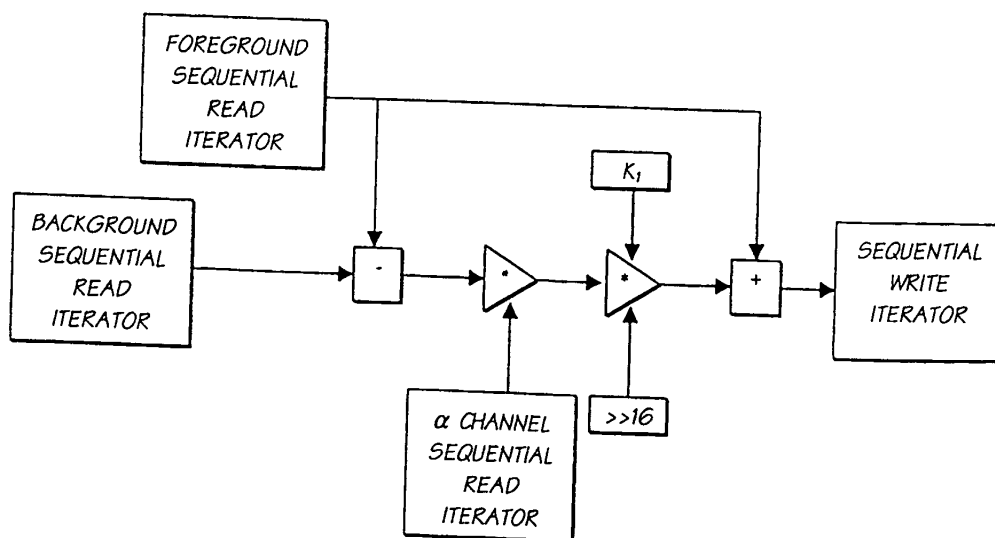 FOREGROUND
SEQUENTIAL
READ
ITERATOR
BACKGROUND
SEQUENTIAL
READ
ITERATOR
-
*
K₁
*
>>16
+
SEQUENTIAL
WRITE
ITERATOR
α CHANNEL
SEQUENTIAL
READ
ITERATOR